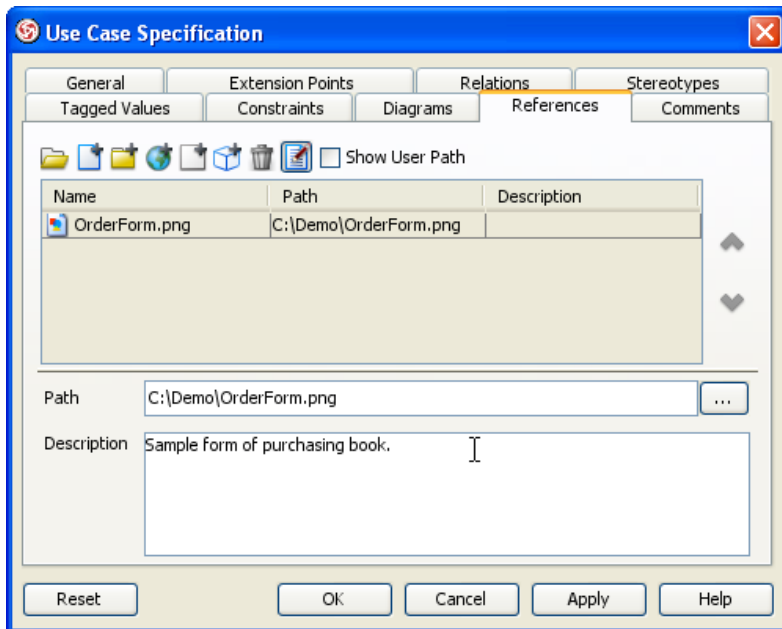 Use Case Specification
General Extension Points Relations Stereotypes
Tagged Values Constraints Diagrams References Comments
Show User Path
Name Path Description
OrderForm.png C:\Demo\OrderForm.png
Path C:\Demo\OrderForm.png ...
Description Sample form of purchasing book.
Reset OK Cancel Apply Help